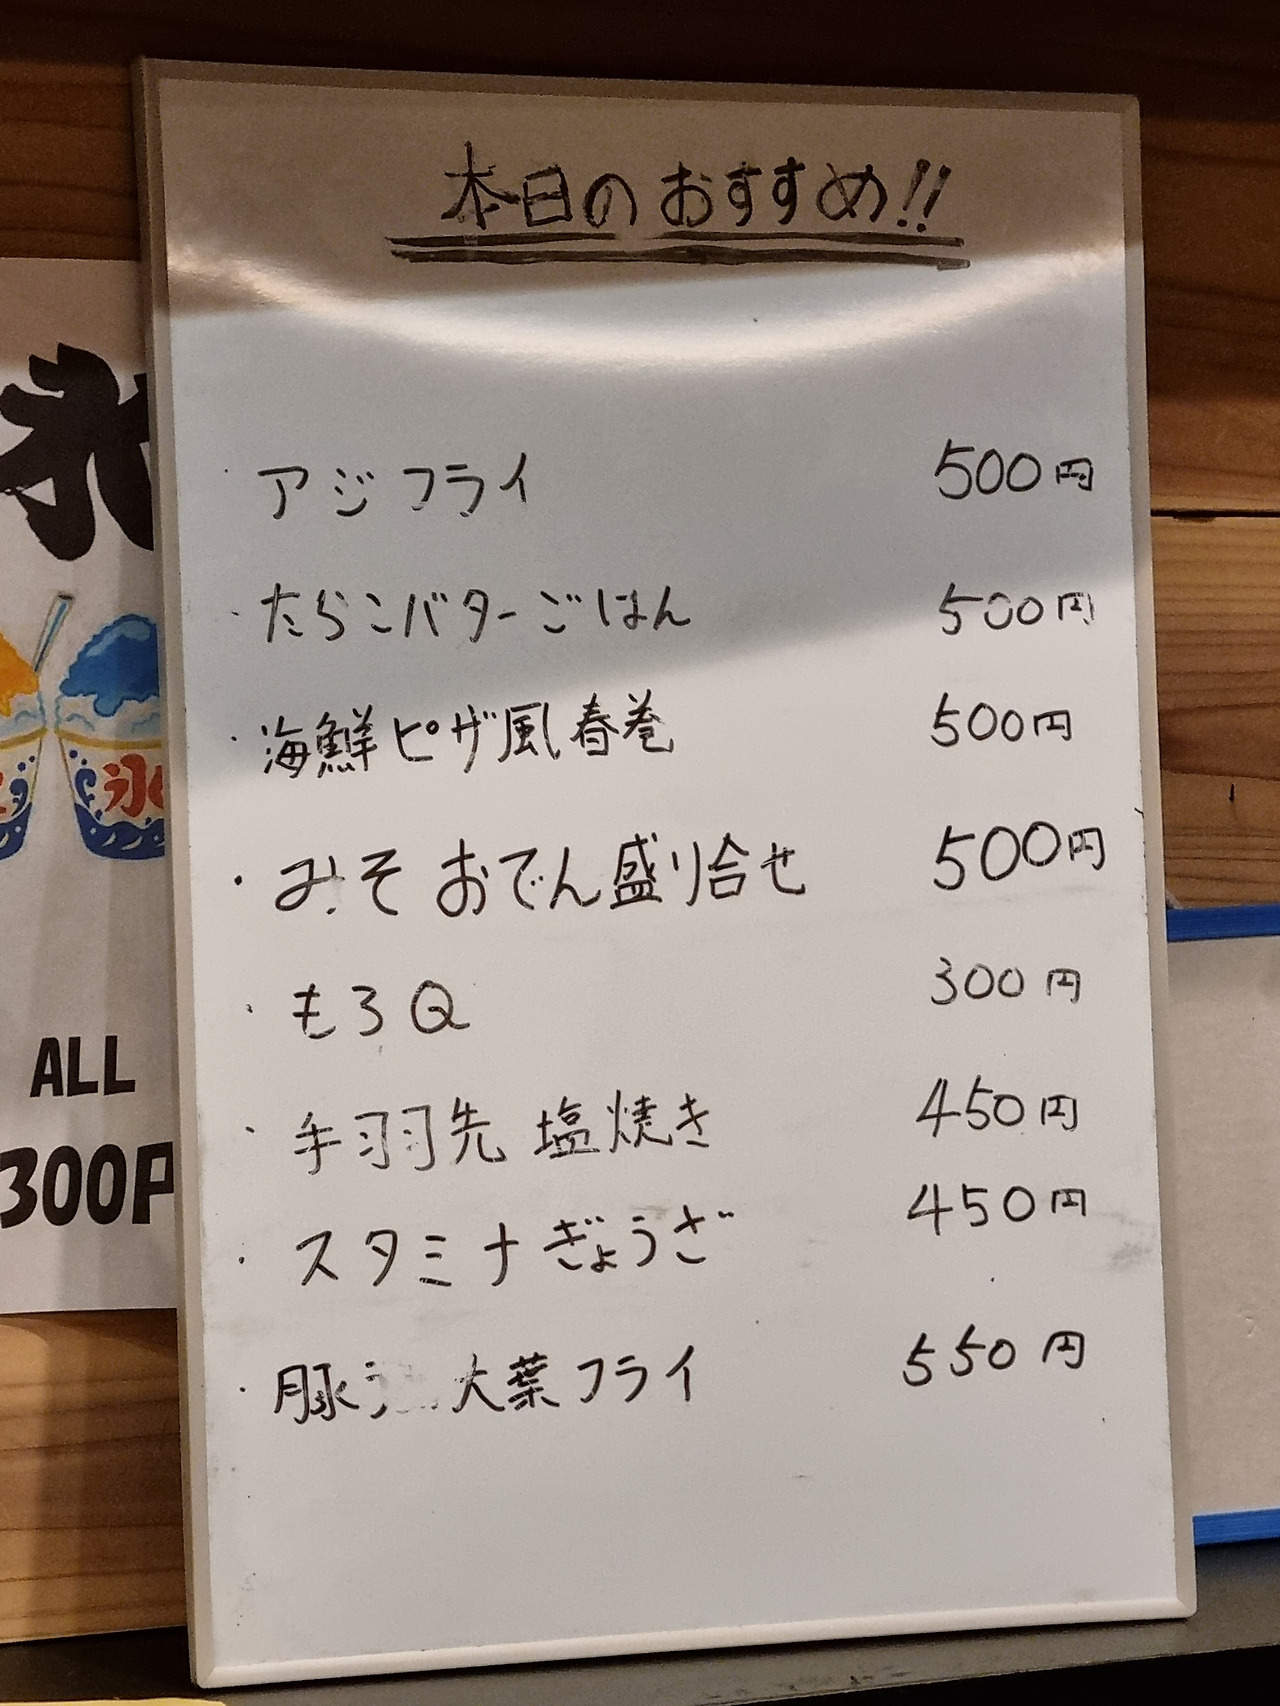 本日のおすすめ!!
・アジフライ 500円
・たらこバターごはん 500円
・海鮮ピザ風春巻 500円
・みそおでん盛り合せ 500円
・もろQ 300円
・手羽先 塩焼き 450円
・スタミナぎょうざ 450円
・豚 大葉フライ 550円
氷
氷
ALL
300